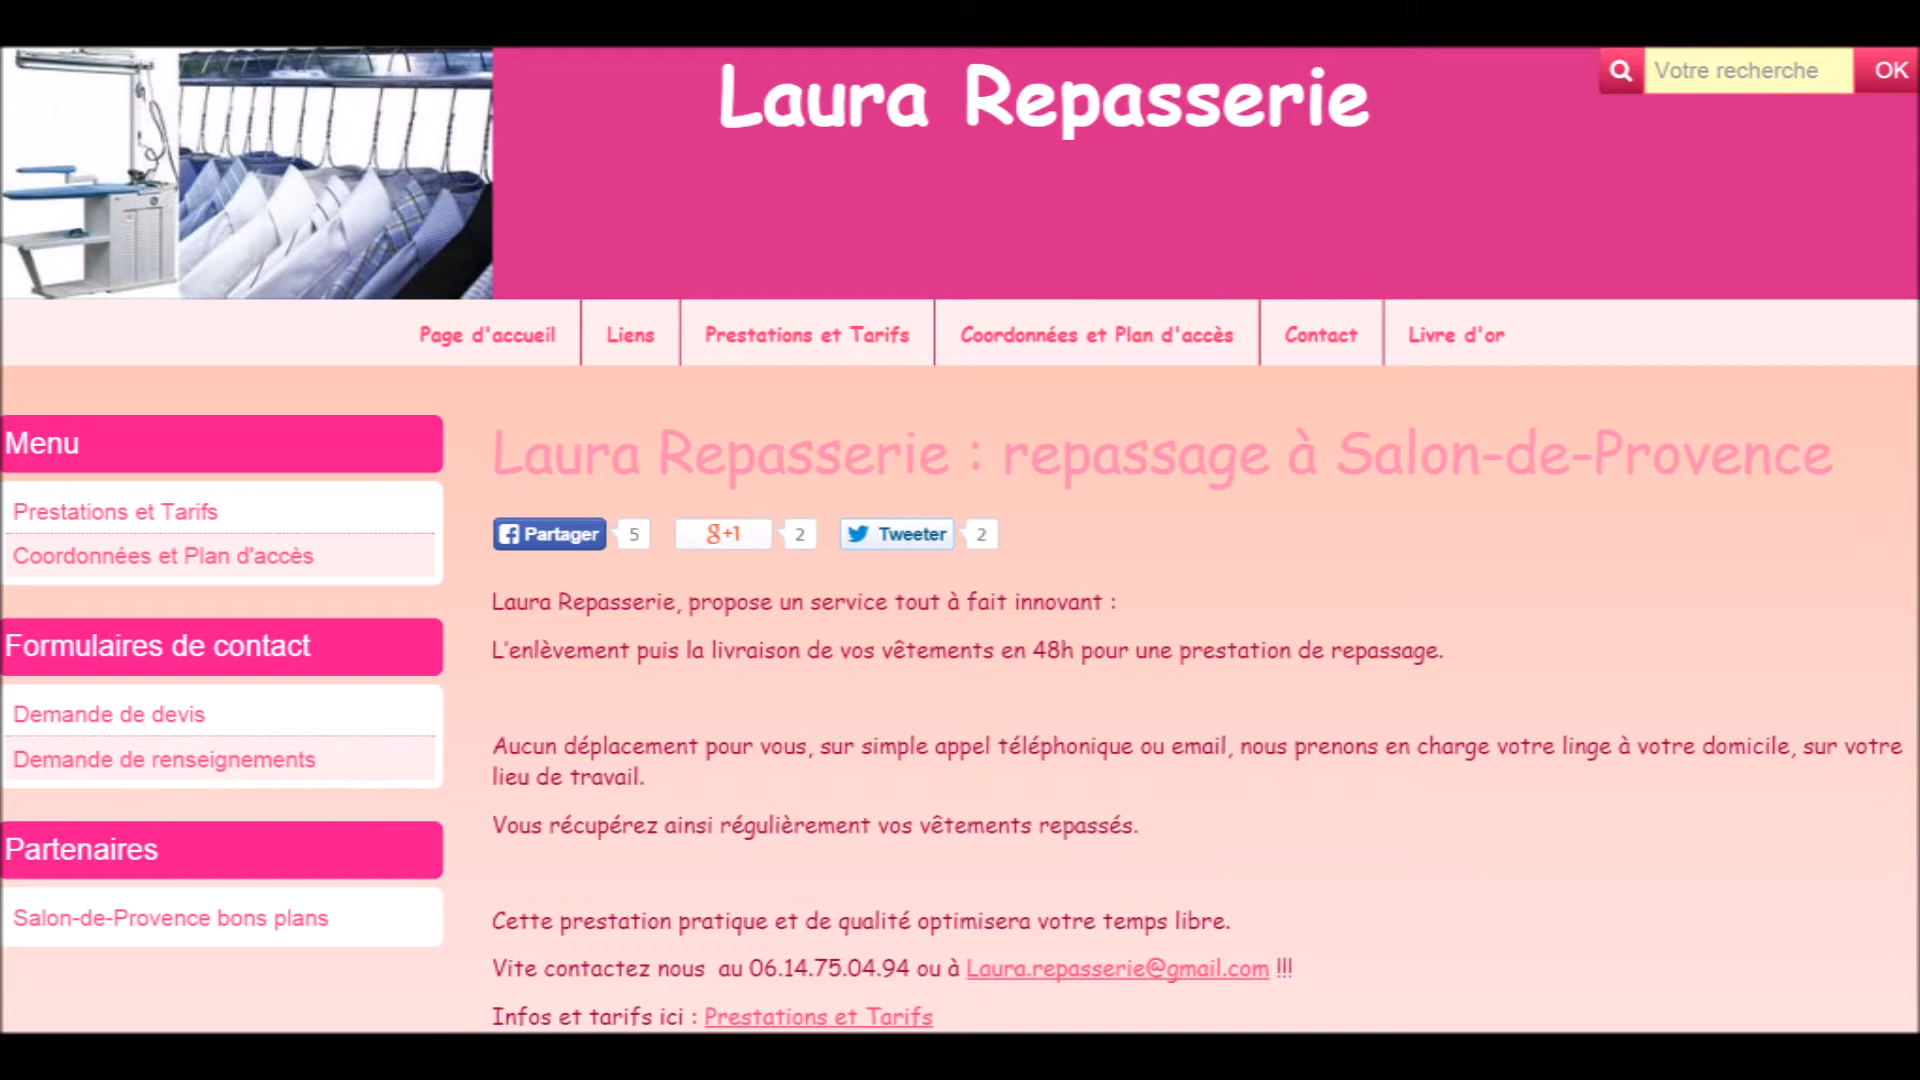 Laura Repasserie
Votre recherche
OK
Page d'accueil
Liens
Prestations et Tarifs
Coordonnées et Plan d'accès
Contact
Livre d'or
Menu
Prestations et Tarifs
Coordonnées et Plan d'accès
Formulaires de contact
Demande de devis
Demande de renseignements
Partenaires
Salon-de-Provence bons plans
Laura Repasserie : repassage à Salon-de-Provence
Partager 5
g+1 2
Tweeter 2
Laura Repasserie, propose un service tout à fait innovant :
L'enlèvement puis la livraison de vos vêtements en 48h pour une prestation de repassage.
Aucun déplacement pour vous, sur simple appel téléphonique ou email, nous prenons en charge votre linge à votre domicile, sur votre
lieu de travail.
Vous récupérez ainsi régulièrement vos vêtements repassés.
Cette prestation pratique et de qualité optimisera votre temps libre.
Vite contactez nous  au 06.14.75.04.94 ou à Laura.repasserie@gmail.com !!!
Infos et tarifs ici : Prestations et Tarifs